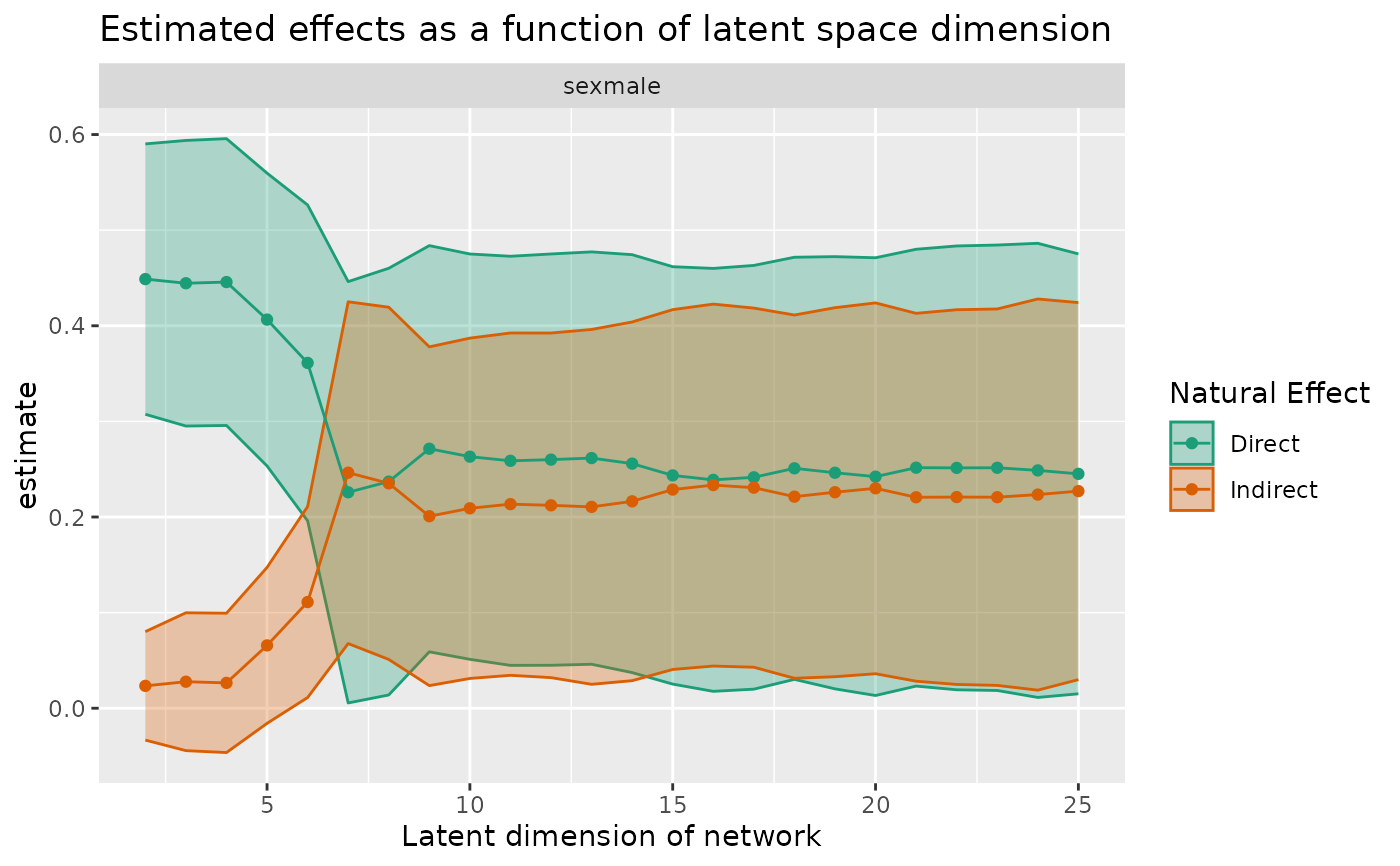 Estimated effects as a function of latent space dimension
sexmale
0.6
0.4
0.2
0.0
estimate
5 10 15 20 25
Latent dimension of network
Natural Effect
Direct
Indirect